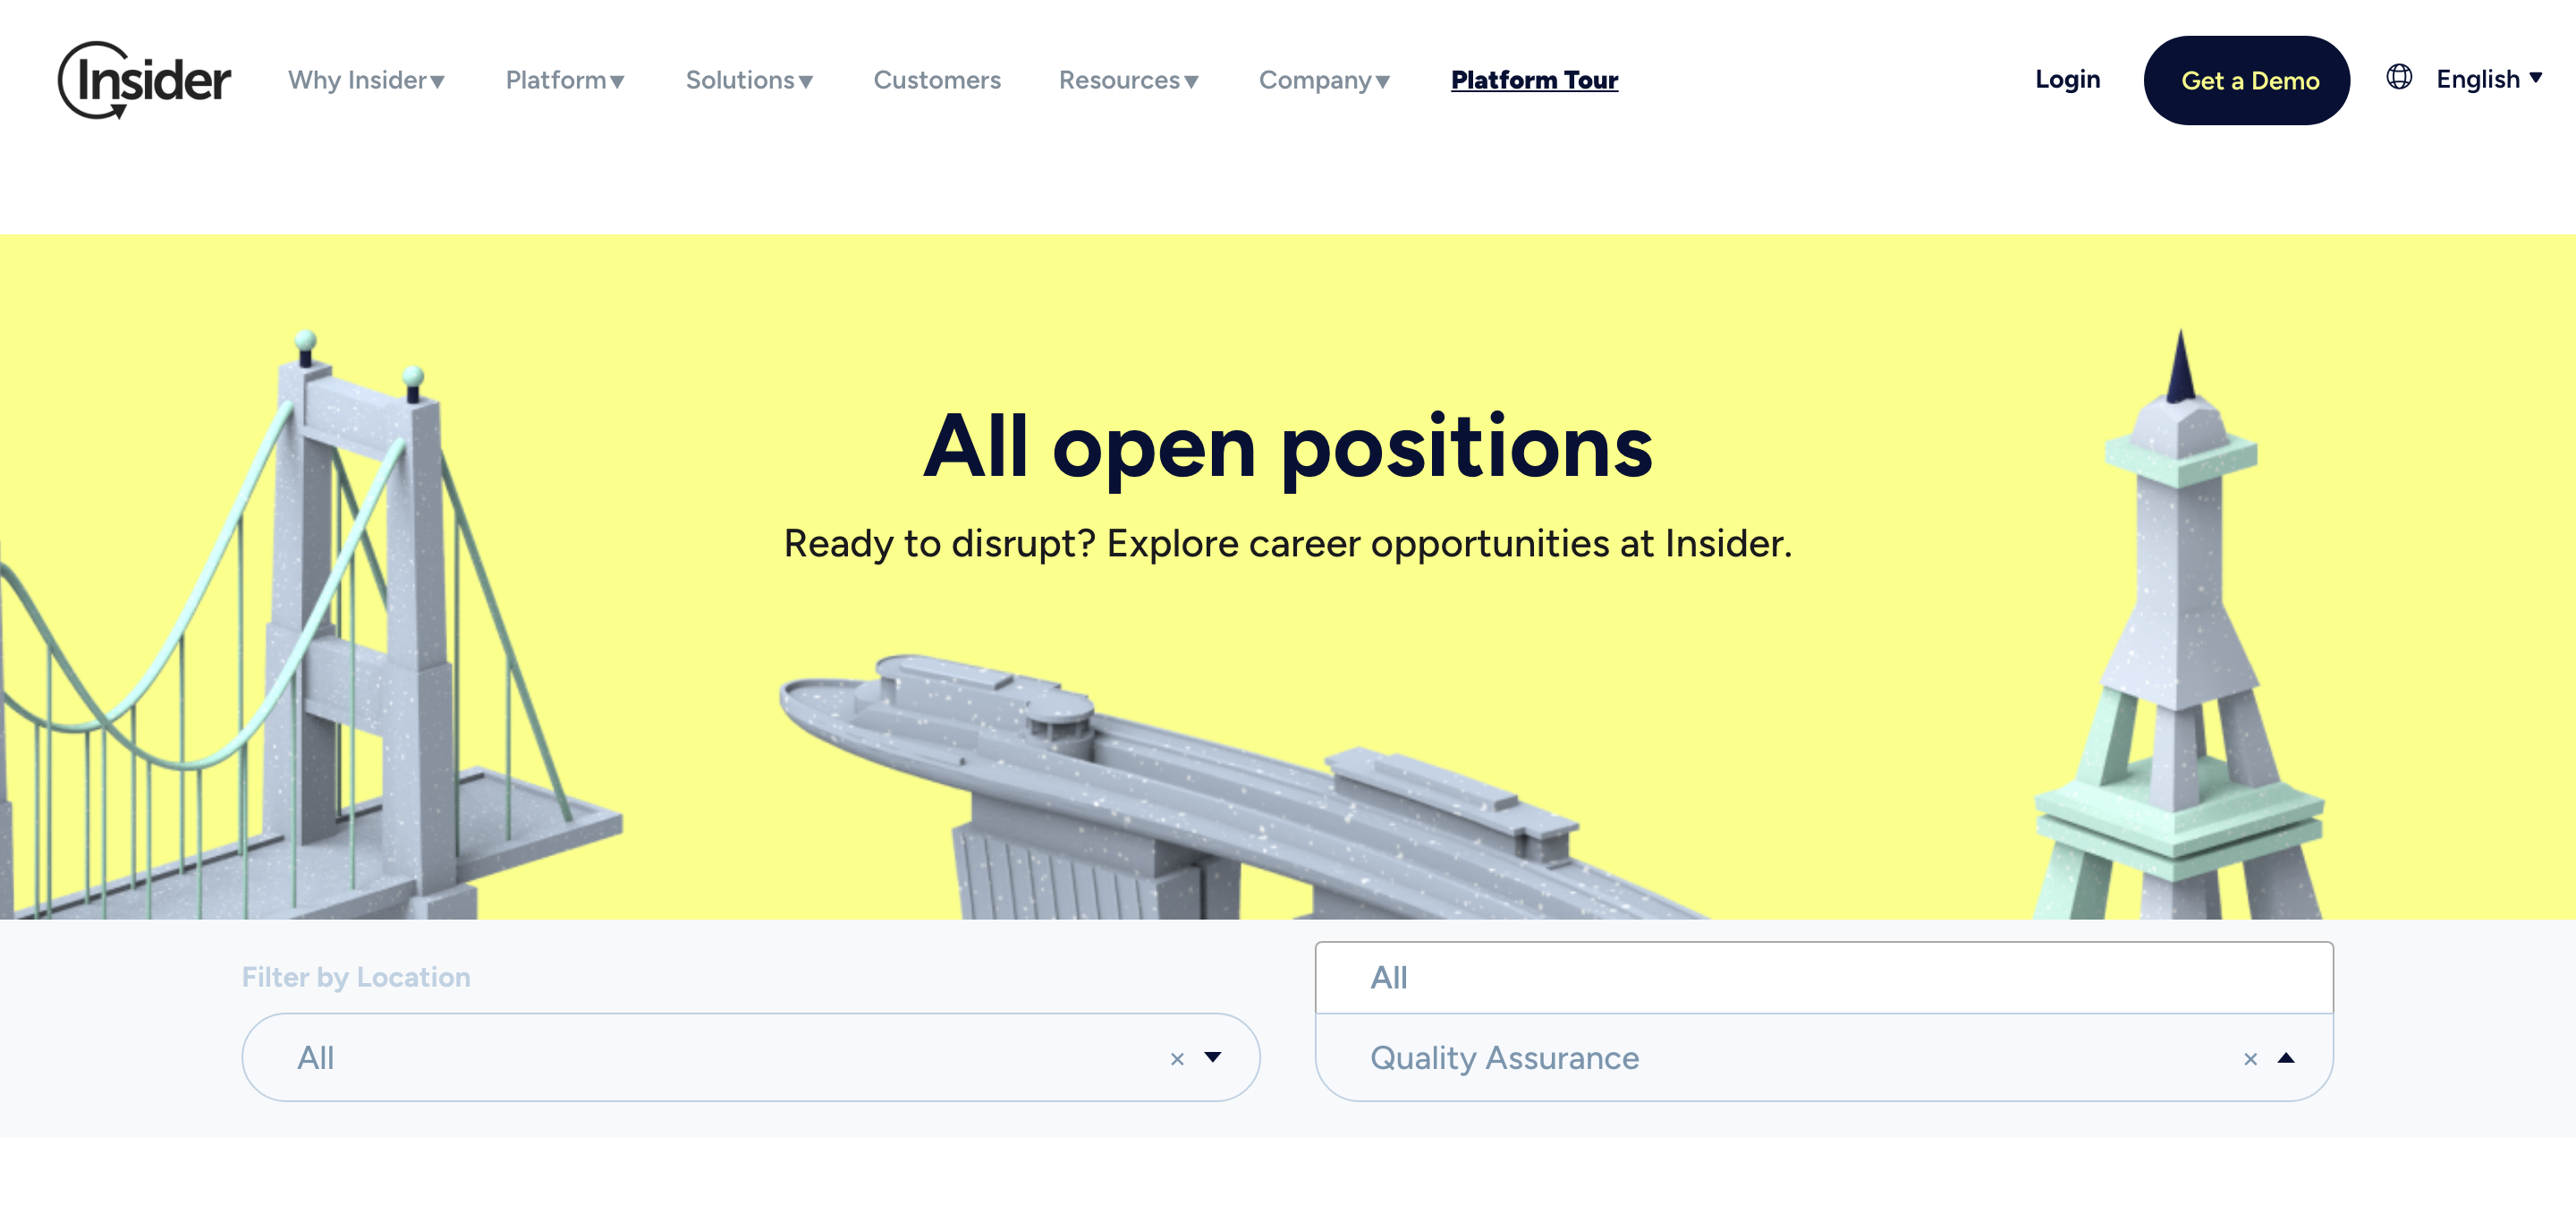 Insider
Why Insider
Platform
Solutions
Customers
Resources
Company
Platform Tour
Login
Get a Demo
English
All open positions
Ready to disrupt? Explore career opportunities at Insider.
Filter by Location
All
×
All
Quality Assurance
×